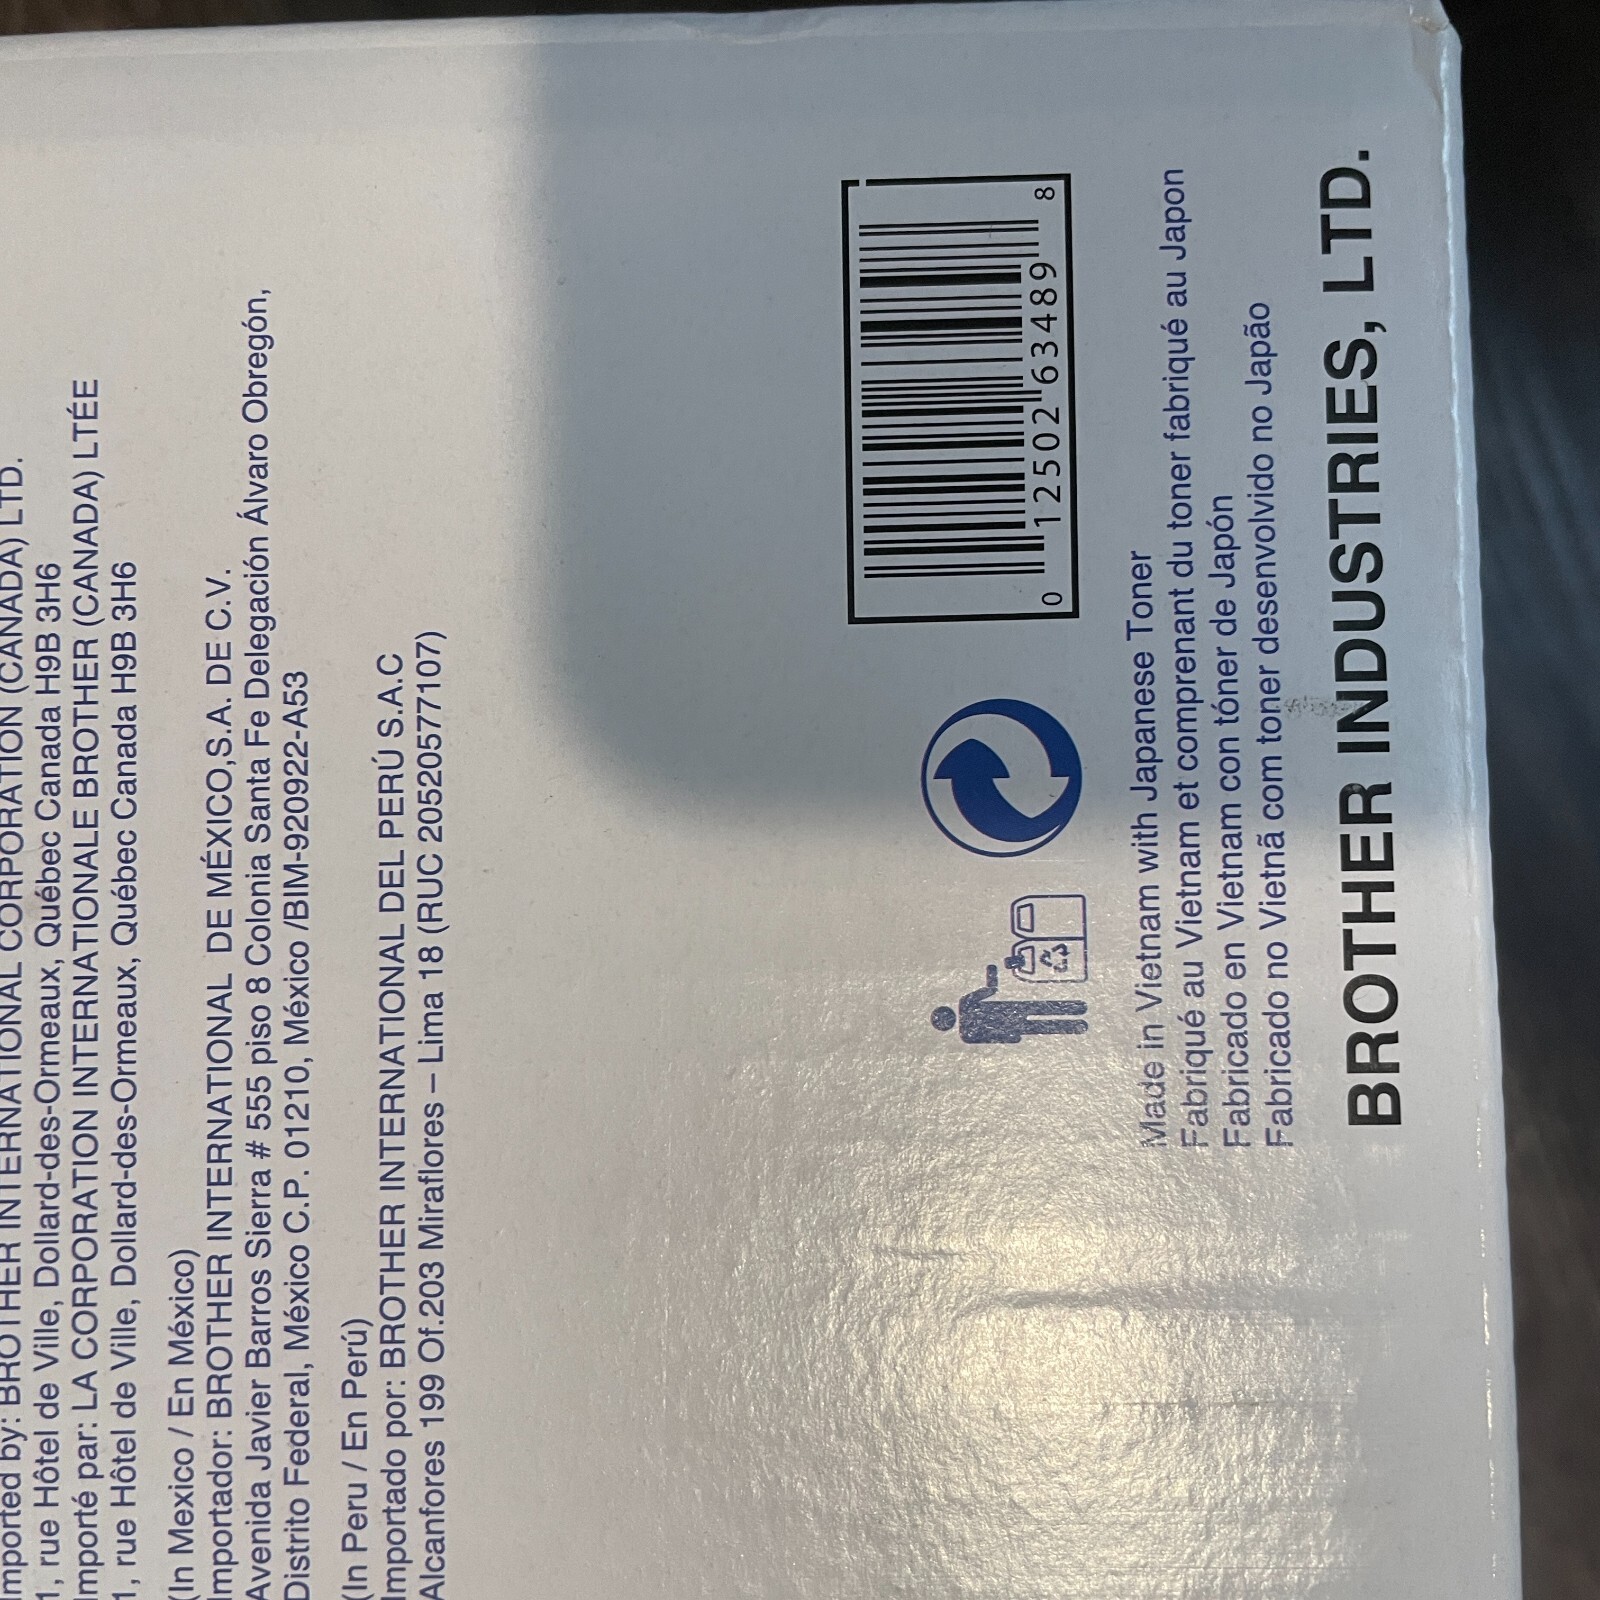 Imported by: BROTHER INTERNATIONAL CORPORATION (CANADA) LTD.
1, rue Hôtel de Ville, Dollard-des-Ormeaux, Québec Canada H9B 3H6
Importé par: LA CORPORATION INTERNATIONALE BROTHER (CANADA) LTÉE
1, rue Hôtel de Ville, Dollard-des-Ormeaux, Québec Canada H9B 3H6
(In Mexico / En México)
Importador: BROTHER INTERNATIONAL DE MÉXICO,S.A. DE C.V.
Avenida Javier Barros Sierra # 555 piso 8 Colonia Santa Fe Delegación Álvaro Obregón,
Distrito Federal, México C.P. 01210, México /BIM-920922-A53
(In Peru / En Perú)
Importado por: BROTHER INTERNATIONAL DEL PERÚ S.A.C
Alcanfores 199 Of.203 Miraflores – Lima 18 (RUC 20520577107)
0 12502 63489 8
Made in Vietnam with Japanese Toner
Fabriqué au Vietnam et comprenant du toner fabriqué au Japon
Fabricado en Vietnam con tóner de Japón
Fabricado no Vietnã com toner desenvolvido no Japão
BROTHER INDUSTRIES, LTD.